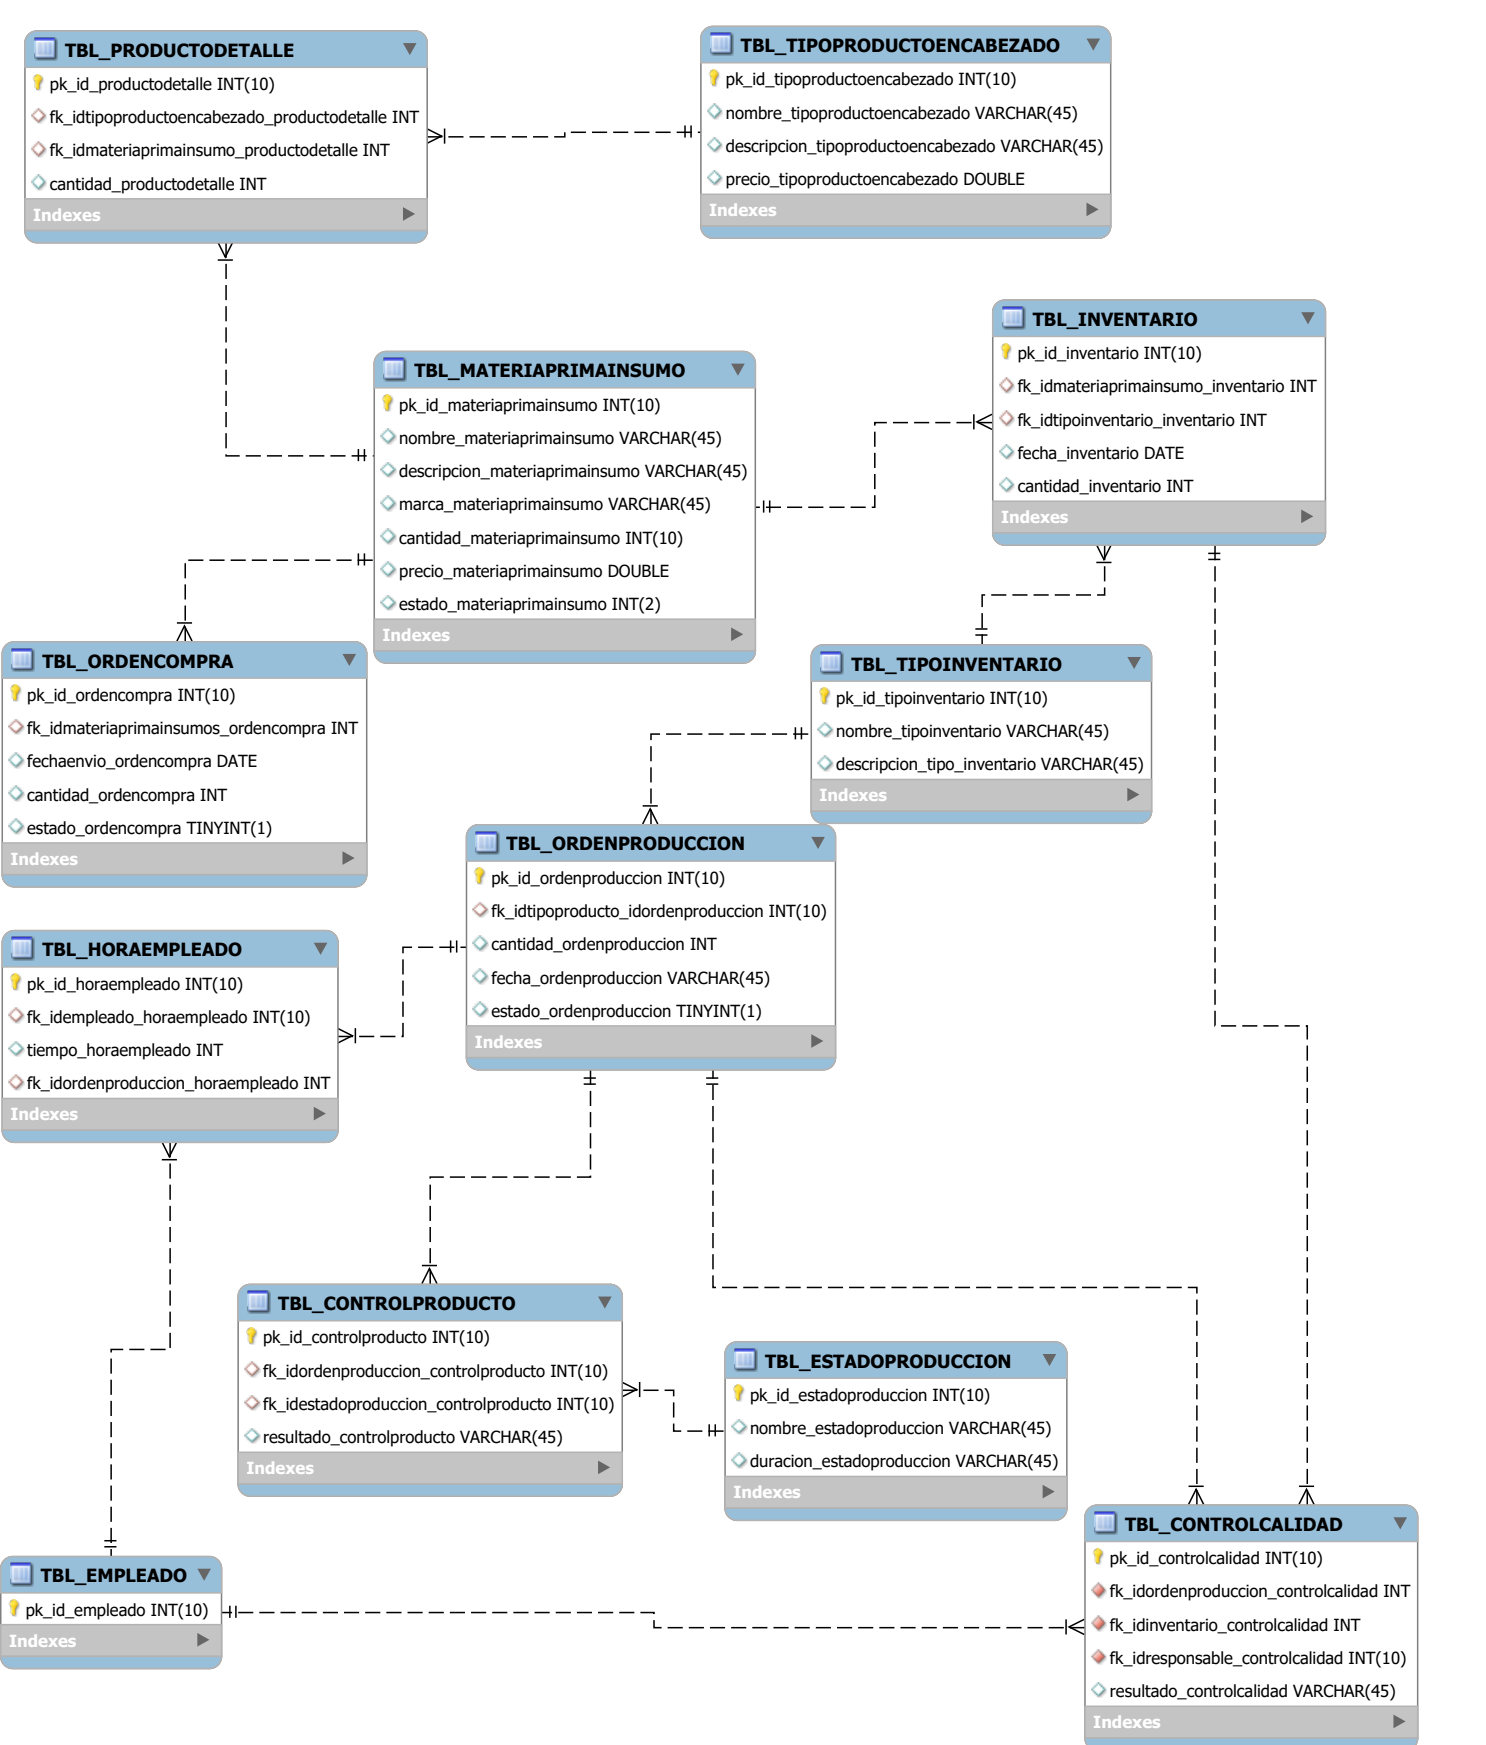 TBL_PRODUCTODETALLE
pk_id_productodetalle INT(10)
fk_idtipoproductoencabezado_productodetalle INT
fk_idmateriaprimainsumo_productodetalle INT
cantidad_productodetalle INT
Indexes
TBL_TIPOPRODUCTOENCABEZADO
pk_id_tipoproductoencabezado INT(10)
nombre_tipoproductoencabezado VARCHAR(45)
descripcion_tipoproductoencabezado VARCHAR(45)
precio_tipoproductoencabezado DOUBLE
Indexes
TBL_INVENTARIO
pk_id_inventario INT(10)
fk_idmateriaprimainsumo_inventario INT
fk_idtipoinventario_inventario INT
fecha_inventario DATE
cantidad_inventario INT
Indexes
TBL_MATERIAPRIMAINSUMO
pk_id_materiaprimainsumo INT(10)
nombre_materiaprimainsumo VARCHAR(45)
descripcion_materiaprimainsumo VARCHAR(45)
marca_materiaprimainsumo VARCHAR(45)
cantidad_materiaprimainsumo INT(10)
precio_materiaprimainsumo DOUBLE
estado_materiaprimainsumo INT(2)
Indexes
TBL_ORDENCOMPRA
pk_id_ordencompra INT(10)
fk_idmateriaprimainsumos_ordencompra INT
fechaenvio_ordencompra DATE
cantidad_ordencompra INT
estado_ordencompra TINYINT(1)
Indexes
TBL_TIPOINVENTARIO
pk_id_tipoinventario INT(10)
nombre_tipoinventario VARCHAR(45)
descripcion_tipo_inventario VARCHAR(45)
Indexes
TBL_ORDENPRODUCCION
pk_id_ordenproduccion INT(10)
fk_idtipoproducto_idordenproduccion INT(10)
cantidad_ordenproduccion INT
fecha_ordenproduccion VARCHAR(45)
estado_ordenproduccion TINYINT(1)
Indexes
TBL_HORAEMPLEADO
pk_id_horaempleado INT(10)
fk_idempleado_horaempleado INT(10)
tiempo_horaempleado INT
fk_idordenproduccion_horaempleado INT
Indexes
TBL_CONTROLPRODUCTO
pk_id_controlproducto INT(10)
fk_idordenproduccion_controlproducto INT(10)
fk_idestadoproduccion_controlproducto INT(10)
resultado_controlproducto VARCHAR(45)
Indexes
TBL_ESTADOPRODUCCION
pk_id_estadoproduccion INT(10)
nombre_estadoproduccion VARCHAR(45)
duracion_estadoproduccion VARCHAR(45)
Indexes
TBL_EMPLEADO
pk_id_empleado INT(10)
Indexes
TBL_CONTROLCALIDAD
pk_id_controlcalidad INT(10)
fk_idordenproduccion_controlcalidad INT
fk_idinventario_controlcalidad INT
fk_idresponsable_controlcalidad INT(10)
resultado_controlcalidad VARCHAR(45)
Indexes